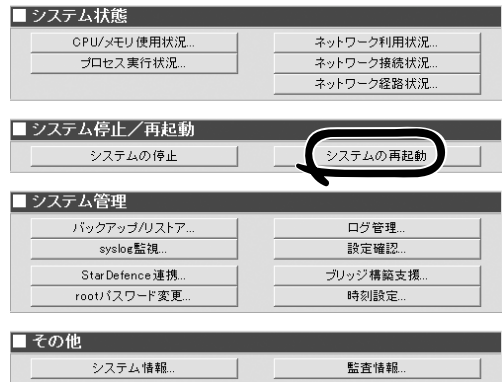 ■ システム状態
CPU/メモリ使用状況... ネットワーク利用状況...
プロセス実行状況... ネットワーク接続状況...
ネットワーク経路状況...
■ システム停止／再起動
システムの停止 システムの再起動
■ システム管理
バックアップ/リストア... ログ管理...
syslog監視... 設定確認...
StarDefence連携... ブリッジ構築支援...
rootパスワード変更... 時刻設定...
■ その他
システム情報... 監査情報...